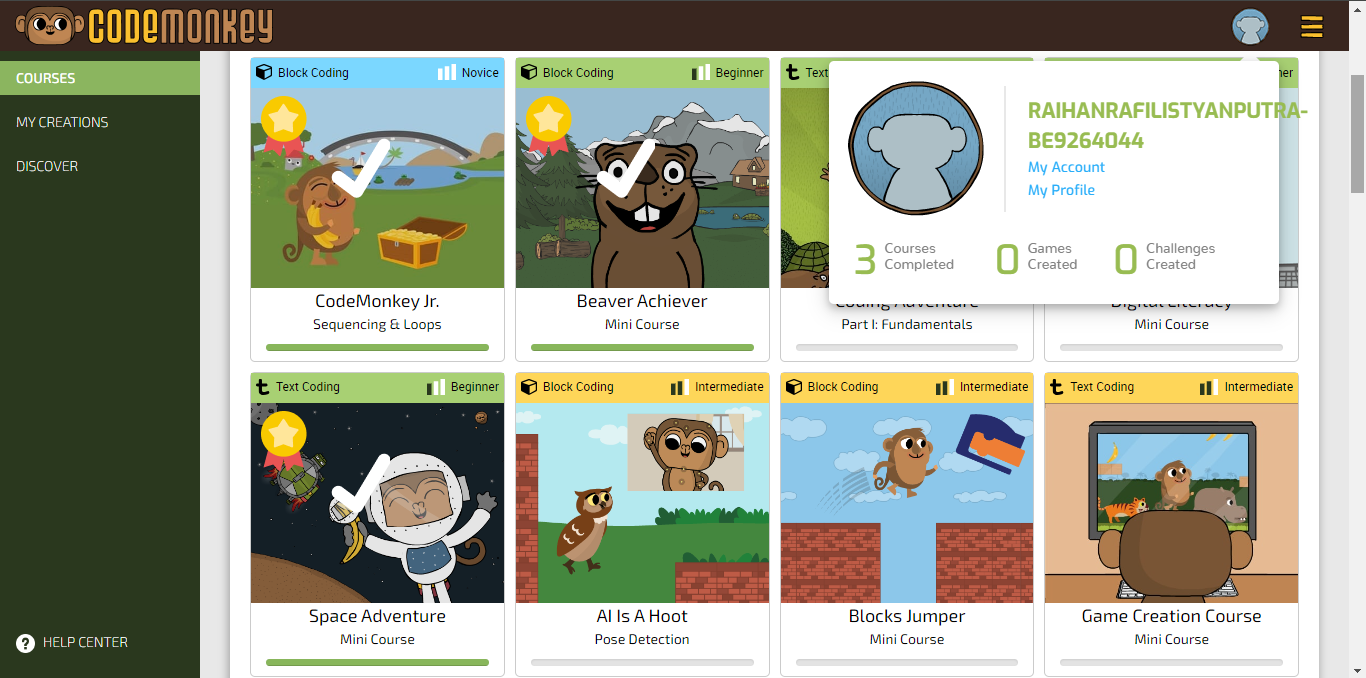 CODEMONKEY
COURSES
MY CREATIONS
DISCOVER
HELP CENTER
Block Coding
Novice
CodeMonkey Jr.
Sequencing & Loops
Block Coding
Beginner
Beaver Achiever
Mini Course
Text
Coding Adventure
Part I: Fundamentals
Digital Literacy
Mini Course
RAIHANRAFILISTYANPUTRA-
BE9264044
My Account
My Profile
3 Courses
Completed
0 Games
Created
0 Challenges
Created
Text Coding
Beginner
Space Adventure
Mini Course
Block Coding
Intermediate
AI Is A Hoot
Pose Detection
Block Coding
Intermediate
Blocks Jumper
Mini Course
Text Coding
Intermediate
Game Creation Course
Mini Course